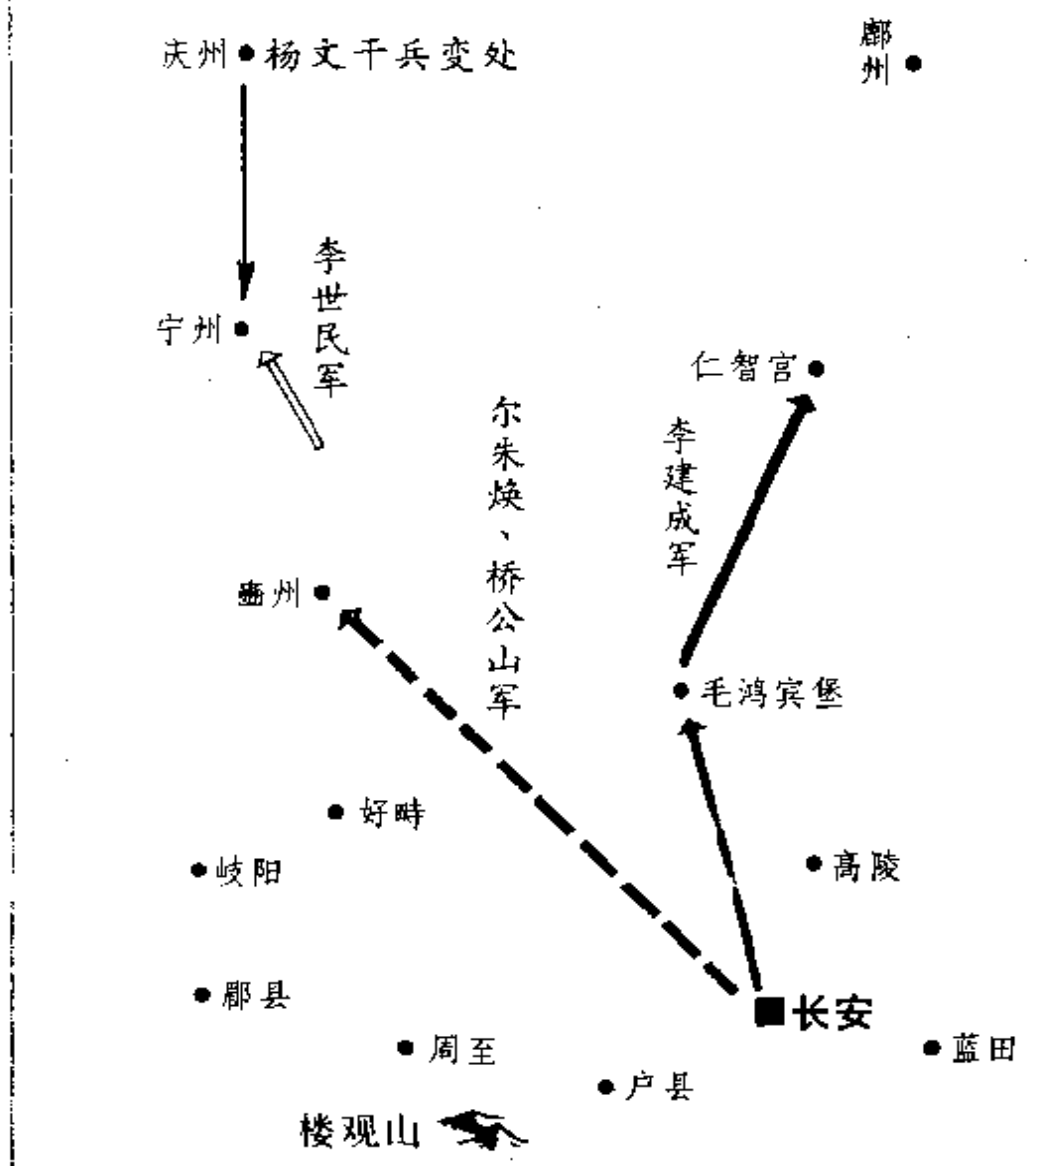 庆州
杨文干兵变处
鄜州
宁州
李世民军
仁智宫
尔朱焕、桥公山军
李建成军
豳州
毛鸿宾堡
好畤
岐阳
高陵
郿县
长安
周至
蓝田
户县
楼观山